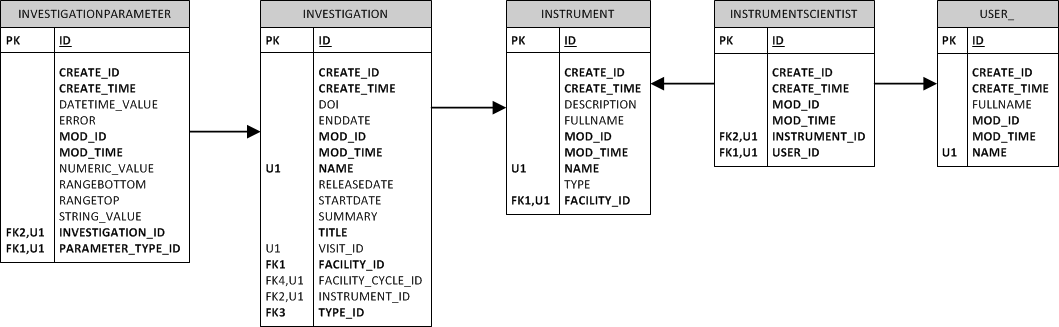 INVESTIGATIONPARAMETER
PK ID
CREATE_ID
CREATE_TIME
DATETIME_VALUE
ERROR
MOD_ID
MOD_TIME
NUMERIC_VALUE
RANGEBOTTOM
RANGETOP
STRING_VALUE
FK2,U1 INVESTIGATION_ID
FK1,U1 PARAMETER_TYPE_ID
INVESTIGATION
PK ID
CREATE_ID
CREATE_TIME
DOI
ENDDATE
MOD_ID
MOD_TIME
U1 NAME
RELEASEDATE
STARTDATE
SUMMARY
TITLE
U1 VISIT_ID
FK1 FACILITY_ID
FK4,U1 FACILITY_CYCLE_ID
FK2,U1 INSTRUMENT_ID
FK3 TYPE_ID
INSTRUMENT
PK ID
CREATE_ID
CREATE_TIME
DESCRIPTION
FULLNAME
MOD_ID
MOD_TIME
U1 NAME
TYPE
FK1,U1 FACILITY_ID
INSTRUMENTSCIENTIST
PK ID
CREATE_ID
CREATE_TIME
MOD_ID
MOD_TIME
FK2,U1 INSTRUMENT_ID
FK1,U1 USER_ID
USER_
PK ID
CREATE_ID
CREATE_TIME
FULLNAME
MOD_ID
MOD_TIME
U1 NAME